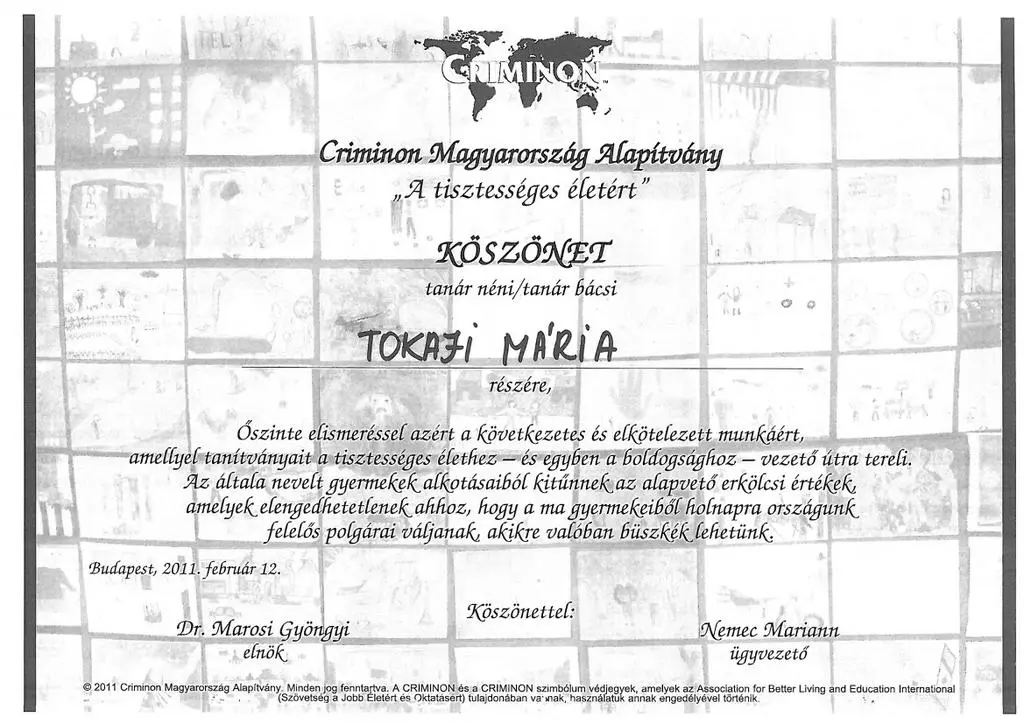 CRIMINON™
Criminon Magyarország Alapítvány
„A tisztességes életért”
KÖSZÖNET
tanár néni/tanár bácsi
TOKAJI MÁRIA
részére,
Őszinte elismeréssel azért a következetes és elkötelezett munkáért,
amellyel tanítványait a tisztességes élethez – és egyben a boldogsághoz – vezető útra tereli.
Az általa nevelt gyermekek alkotásaiból kitűnnek az alapvető erkölcsi értékek,
amelyek elengedhetetlenek ahhoz, hogy a ma gyermekeiből holnapra országunk
felelős polgárai váljanak, akikre valóban büszkék lehetünk.
Budapest, 2011. február 12.
Köszönettel:
Dr. Marosi Gyöngyi
elnök
Nemec Mariann
ügyvezető
© 2011 Criminon Magyarország Alapítvány. Minden jog fenntartva. A CRIMINON és a CRIMINON szimbólum védjegyek, amelyek az Association for Better Living and Education International
(Szövetség a Jobb Életért és Oktatásért) tulajdonában vannak, használatuk annak engedélyével történik.